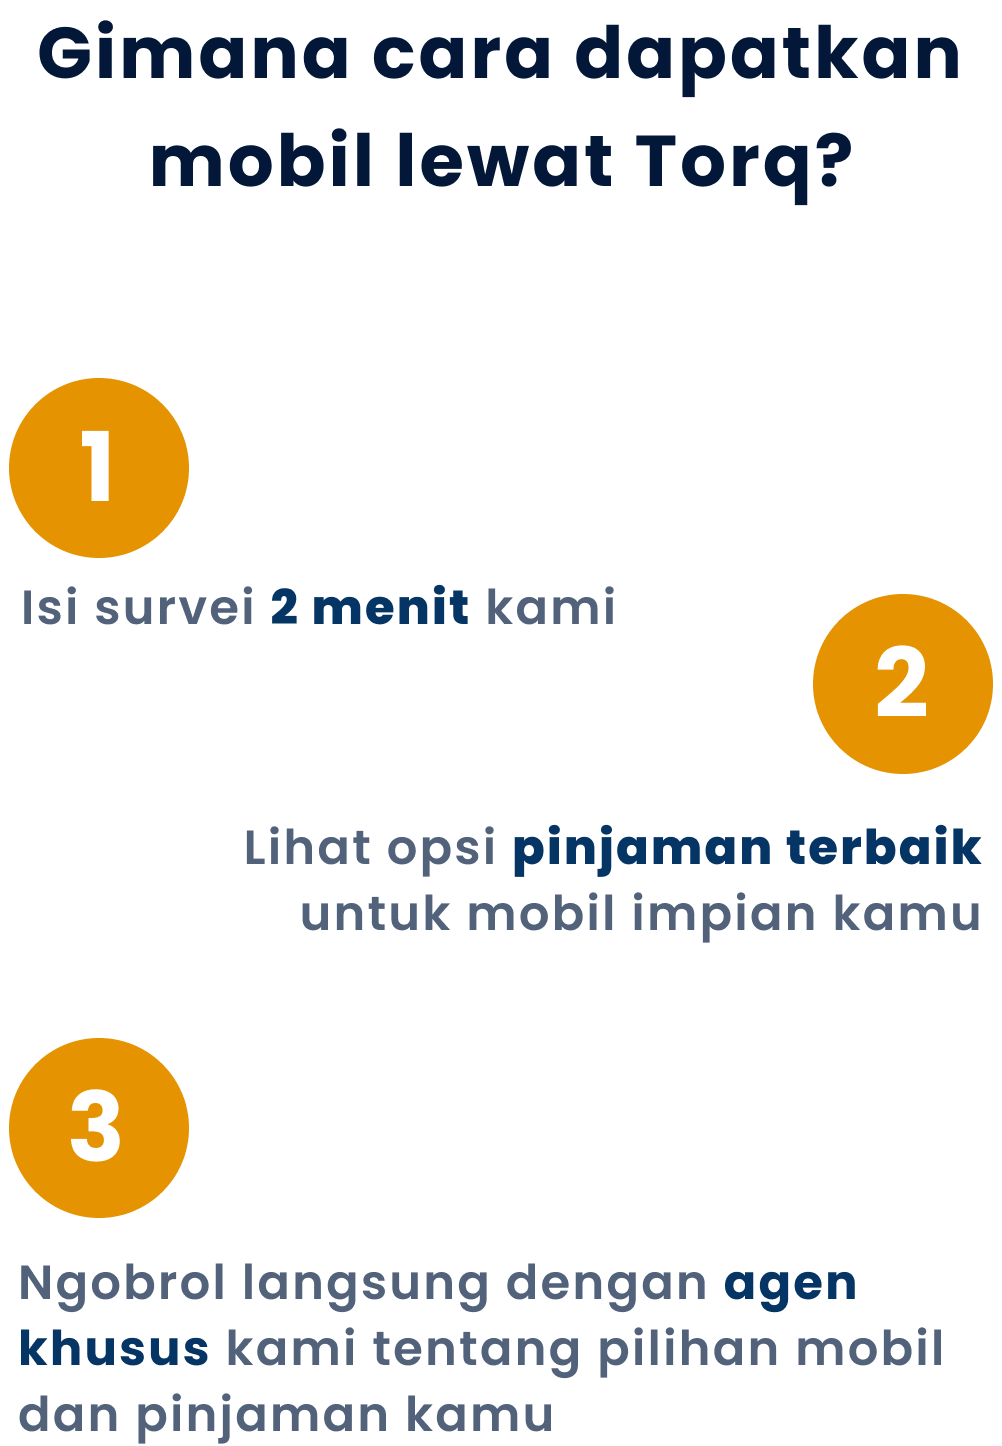 Gimana cara dapatkan
mobil lewat Torq?
1
Isi survei 2 menit kami
2
Lihat opsi pinjaman terbaik
untuk mobil impian kamu
3
Ngobrol langsung dengan agen
khusus kami tentang pilihan mobil
dan pinjaman kamu